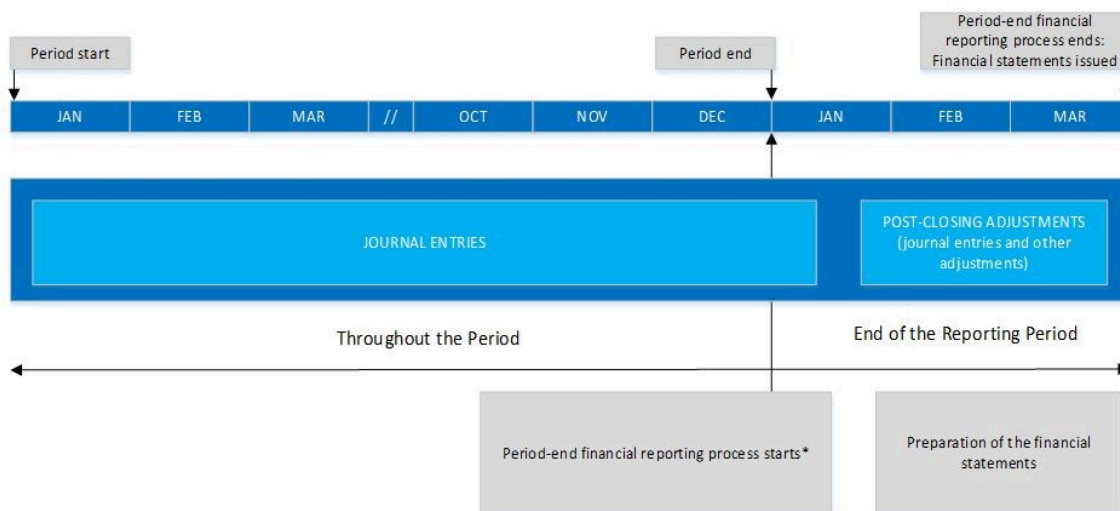 Period-end financial
reporting process ends:
Financial statements issued
Period start
Period end
JAN
FEB
MAR
//
OCT
NOV
DEC
JAN
FEB
MAR
JOURNAL ENTRIES
POST-CLOSING ADJUSTMENTS
(journal entries and other
adjustments)
Throughout the Period
End of the Reporting Period
Period-end financial reporting process starts*
Preparation of the financial
statements